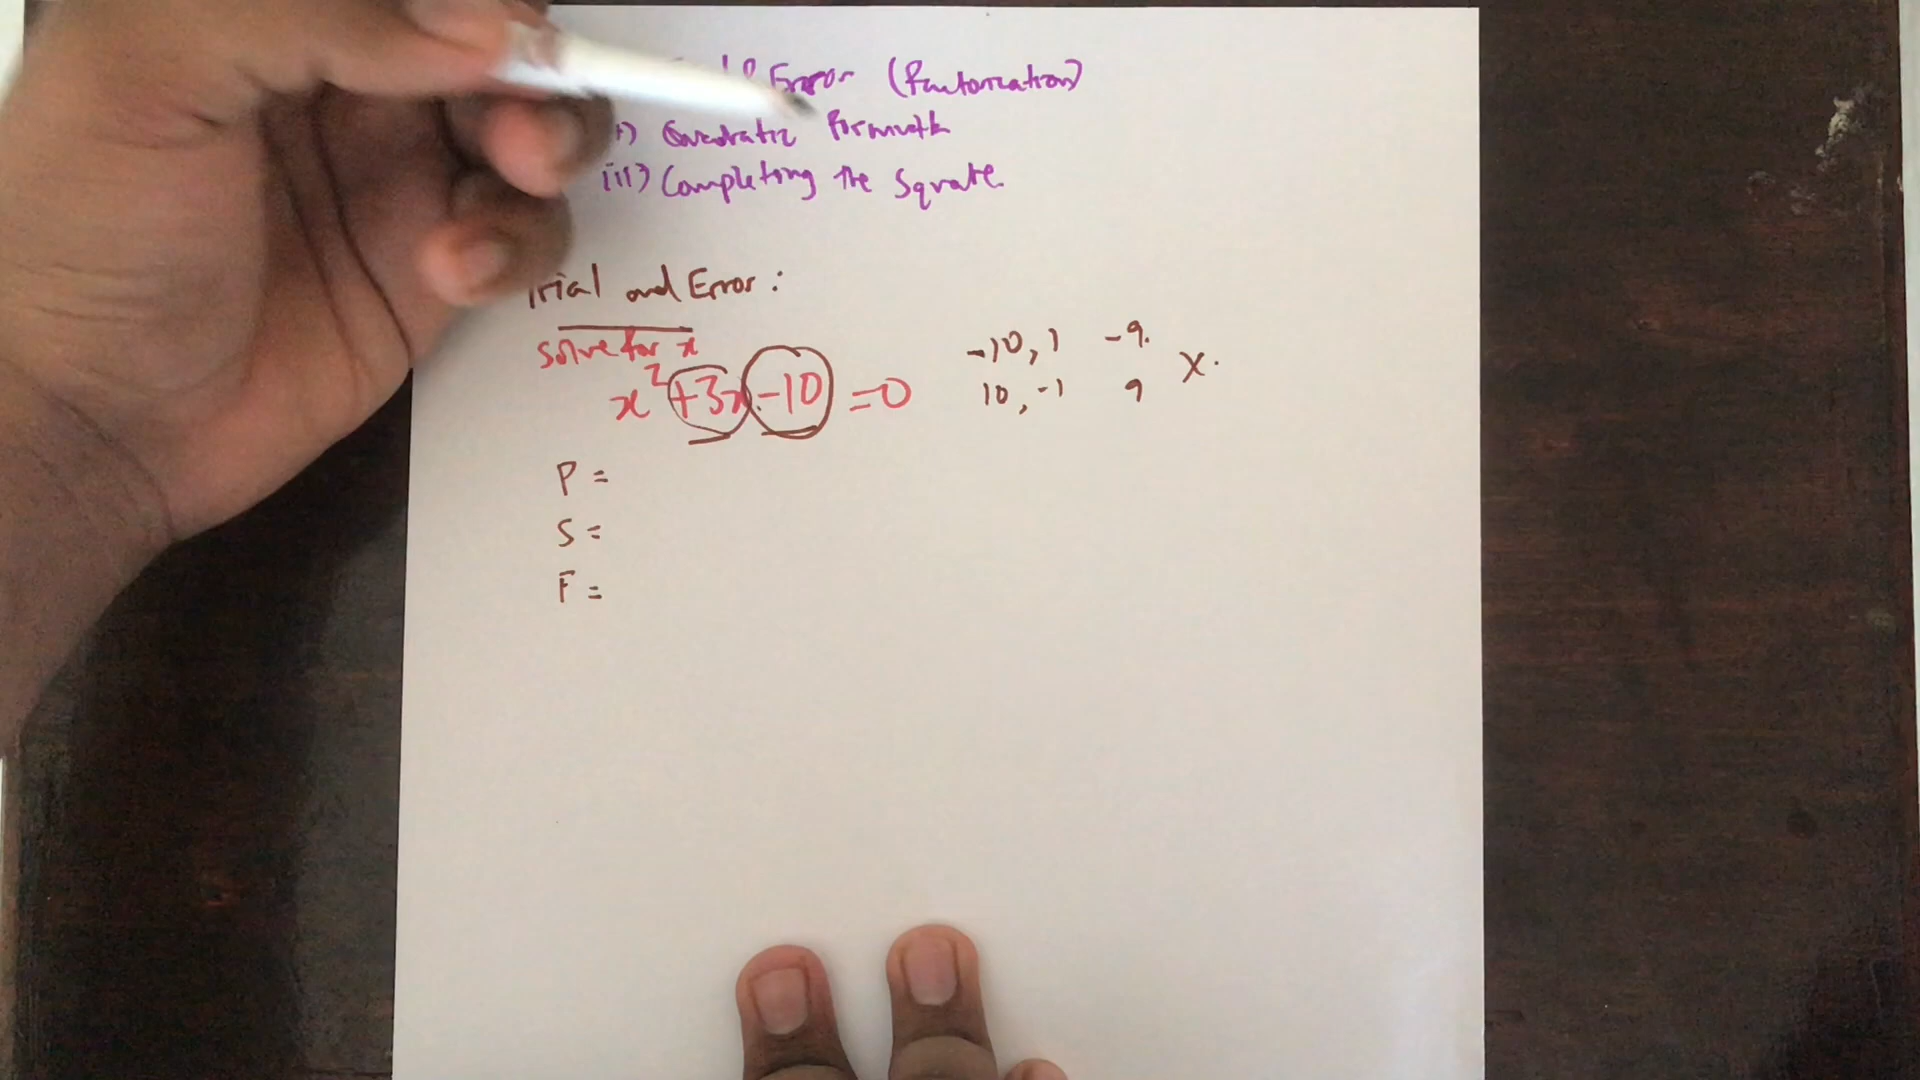 Error (Factorization)
Quadratic Formula
iii) Completing the Square.
Trial and Error :
Solve for x
x² +3x -10 = 0
-10, 1 -9.
10, -1 9
X.
P =
S =
F =